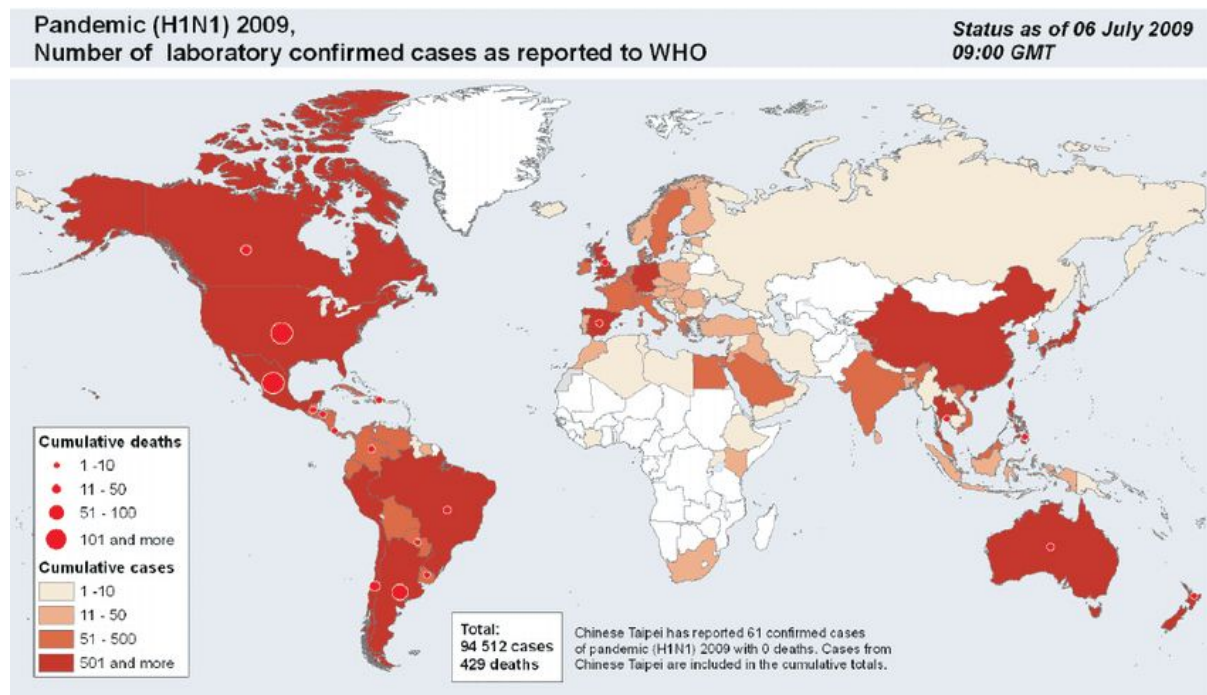 Pandemic (H1N1) 2009,
Number of laboratory confirmed cases as reported to WHO
Status as of 06 July 2009
09:00 GMT
Cumulative deaths
1 -10
11 - 50
51 - 100
101 and more
Cumulative cases
1 -10
11 - 50
51 - 500
501 and more
Total:
94 512 cases
429 deaths
Chinese Taipei has reported 61 confirmed cases
of pandemic (H1N1) 2009 with 0 deaths. Cases from
Chinese Taipei are included in the cumulative totals.